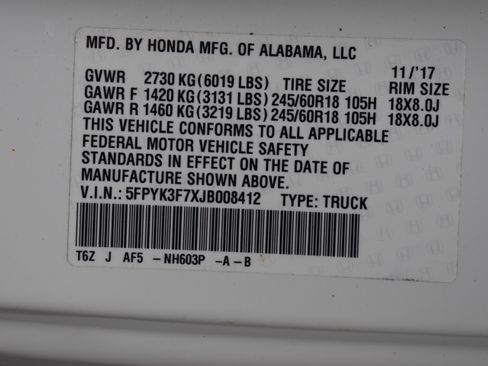 MFD. BY HONDA MFG. OF ALABAMA, LLC
11/'17
GVWR 2730 KG(6019 LBS) TIRE SIZE RIM SIZE
GAWR F 1420 KG(3131 LBS)245/60R18 105H 18X8.0J
GAWR R 1460 KG(3219 LBS)245/60R18 105H 18X8.0J
THIS VEHICLE CONFORMS TO ALL APPLICABLE
FEDERAL MOTOR VEHICLE SAFETY
STANDARDS IN EFFECT ON THE DATE OF
MANUFACTURE SHOWN ABOVE.
V.I.N.: 5FPYK3F7XJB008412 TYPE: TRUCK
T6Z J AF5 -NH603P -A-B